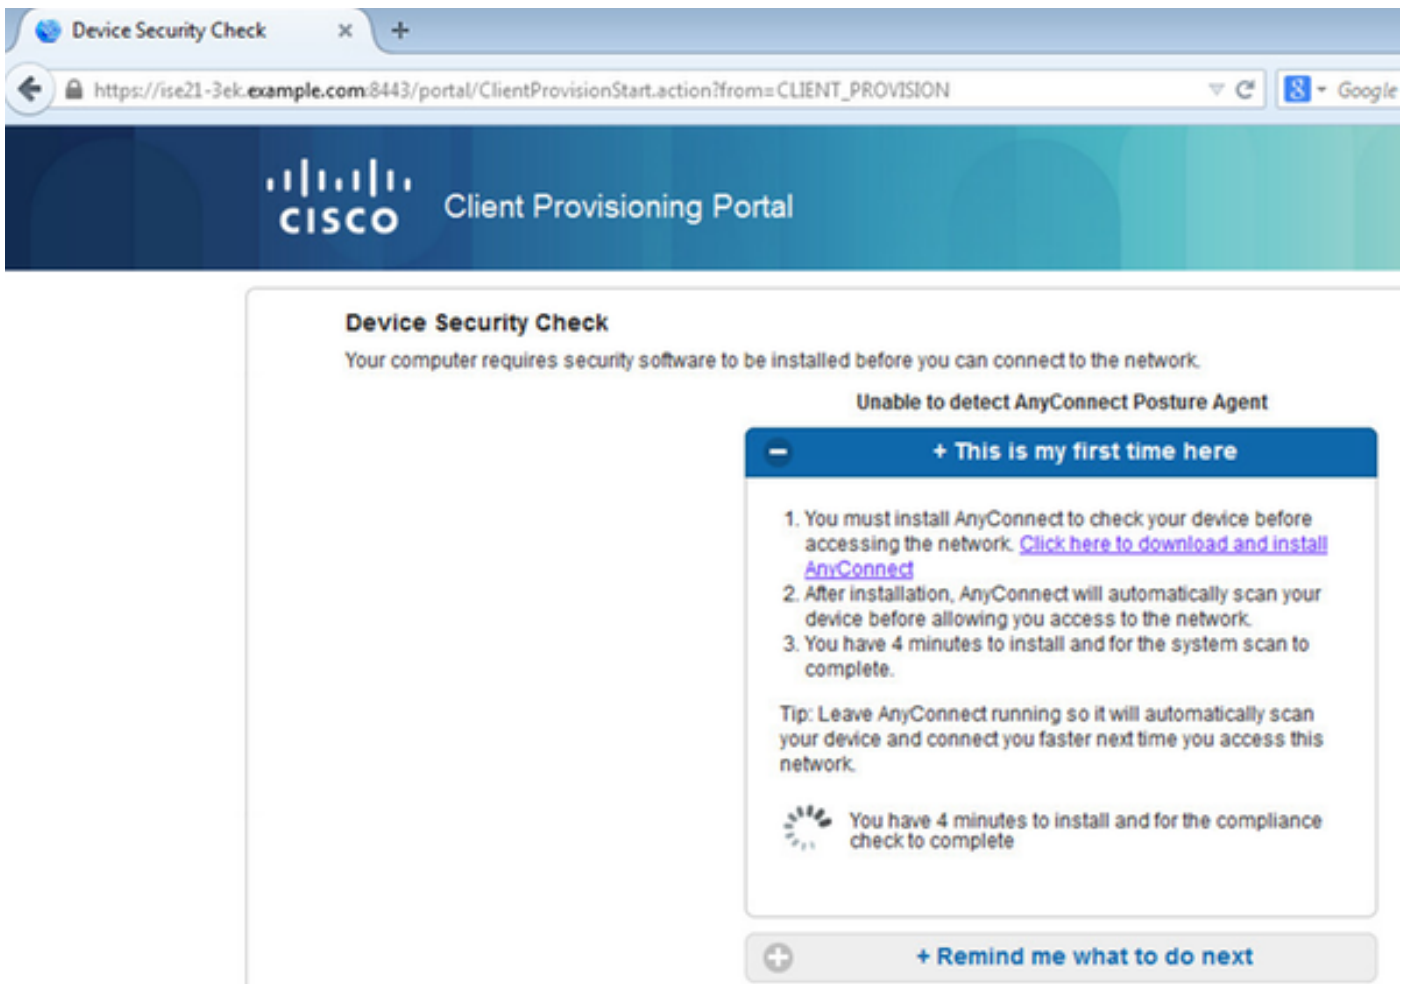 Device Security Check
https://ise21-3ek.example.com:8443/portal/ClientProvisionStart.action?from=CLIENT_PROVISION
Google
CISCO
Client Provisioning Portal
Device Security Check
Your computer requires security software to be installed before you can connect to the network.
Unable to detect AnyConnect Posture Agent
+ This is my first time here
1. You must install AnyConnect to check your device before
accessing the network. Click here to download and install
AnyConnect
2. After installation, AnyConnect will automatically scan your
device before allowing you access to the network.
3. You have 4 minutes to install and for the system scan to
complete.
Tip: Leave AnyConnect running so it will automatically scan
your device and connect you faster next time you access this
network.
You have 4 minutes to install and for the compliance
check to complete
+ Remind me what to do next